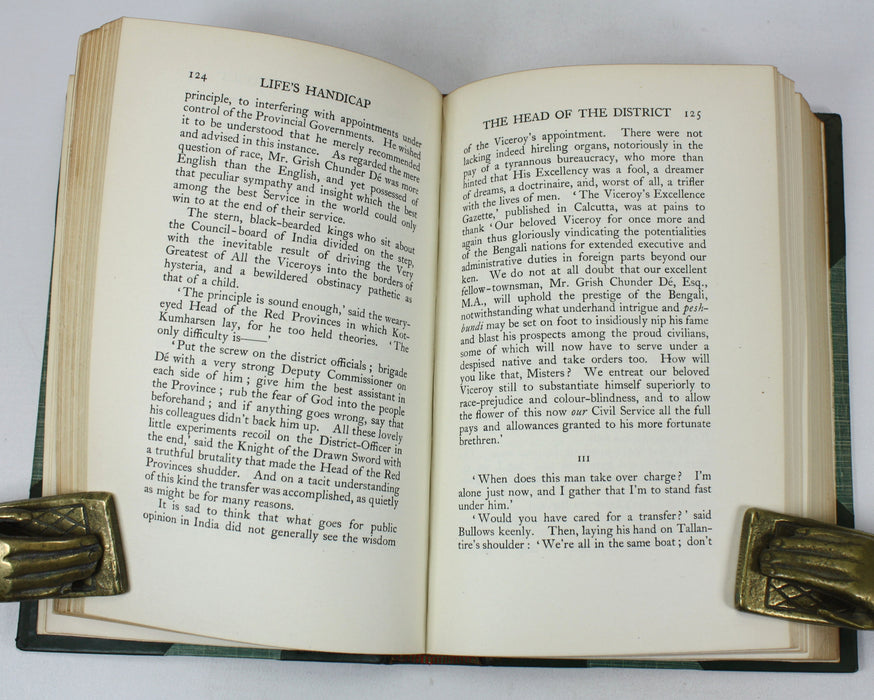 124
LIFE'S HANDICAP
principle, to interfering with appointments under
control of the Provincial Governments. He wished
it to be understood that he merely recommended
and advised in this instance. As regarded the mere
question of race, Mr. Grish Chunder Dé was more
English than the English, and yet possessed of
that peculiar sympathy and insight which the best
among the best Service in the world could only
win to at the end of their service.
The stern, black-bearded kings who sit about
the Council-board of India divided on the step,
with the inevitable result of driving the Very
Greatest of All the Viceroys into the borders of
hysteria, and a bewildered obstinacy pathetic as
that of a child.
‘The principle is sound enough,’ said the weary-
eyed Head of the Red Provinces in which Kot-
Kumharsen lay, for he too held theories. ‘The
only difficulty is——’
‘Put the screw on the district officials; brigade
Dé with a very strong Deputy Commissioner on
each side of him; give him the best assistant in
the Province; rub the fear of God into the people
beforehand; and if anything goes wrong, say that
his colleagues didn't back him up. All these lovely
little experiments recoil on the District-Officer in
the end,’ said the Knight of the Drawn Sword with
a truthful brutality that made the Head of the Red
Provinces shudder. And on a tacit understanding
of this kind the transfer was accomplished, as quietly
as might be for many reasons.
It is sad to think that what goes for public
opinion in India did not generally see the wisdom
THE HEAD OF THE DISTRICT 125
of the Viceroy's appointment. There were not
lacking indeed hireling organs, notoriously in the
pay of a tyrannous bureaucracy, who more than
hinted that His Excellency was a fool, a dreamer
of dreams, a doctrinaire, and, worst of all, a trifler
with the lives of men. ‘The Viceroy's Excellence
Gazette,’ published in Calcutta, was at pains to
thank ‘Our beloved Viceroy for once more and
again thus gloriously vindicating the potentialities
of the Bengali nations for extended executive and
administrative duties in foreign parts beyond our
ken. We do not at all doubt that our excellent
fellow-townsman, Mr. Grish Chunder Dé, Esq.,
M.A., will uphold the prestige of the Bengali,
notwithstanding what underhand intrigue and pesh-
bundi may be set on foot to insidiously nip his fame
and blast his prospects among the proud civilians,
some of which will now have to serve under a
despised native and take orders too. How will
you like that, Misters? We entreat our beloved
Viceroy still to substantiate himself superiorly to
race-prejudice and colour-blindness, and to allow
the flower of this now our Civil Service all the full
pays and allowances granted to his more fortunate
brethren.’
III
‘When does this man take over charge? I'm
alone just now, and I gather that I'm to stand fast
under him.’
‘Would you have cared for a transfer?’ said
Bullows keenly. Then, laying his hand on Tallan-
tire's shoulder: ‘We're all in the same boat; don't